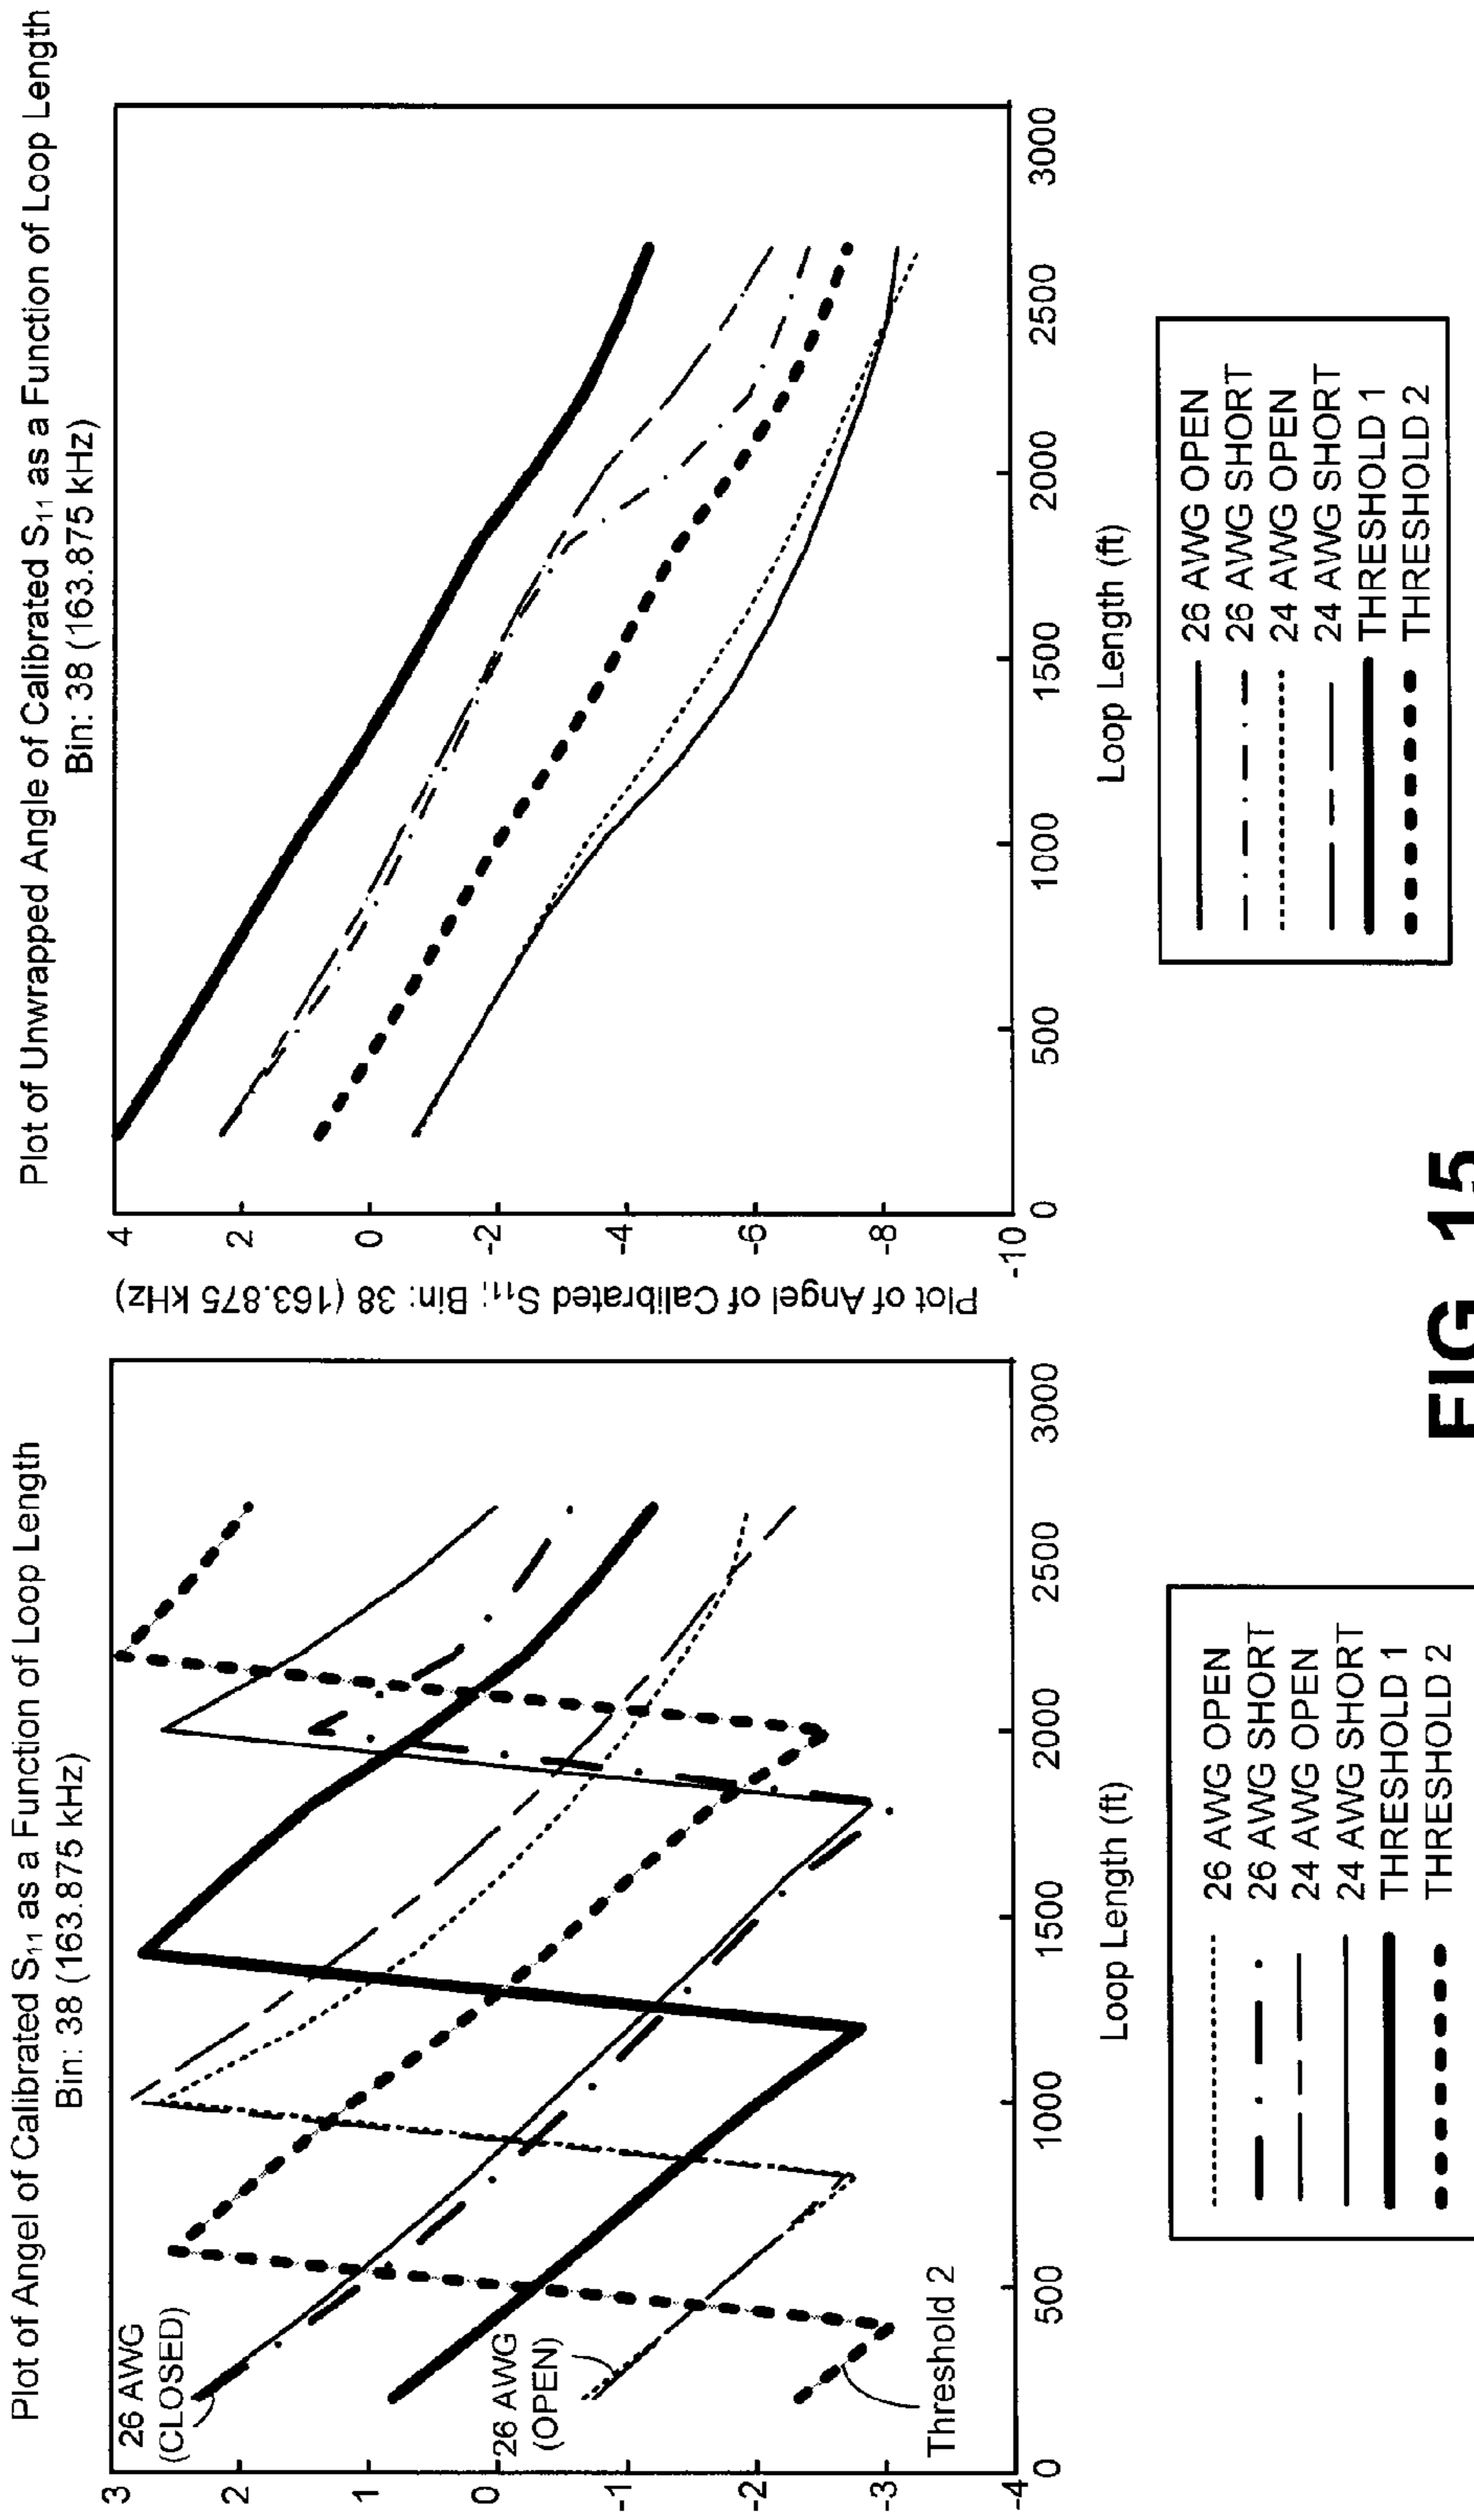 Plot of Angel of Calibrated S₁₁ as a Function of Loop Length
Bin: 38 (163.875 kHz)
3
2
1
0
-1
-2
-3
-4
26 AWG
(CLOSED)
26 AWG
(OPEN)
Threshold 2
0
500
1000
1500
2000
2500
3000
Loop Length (ft)
26 AWG OPEN
26 AWG SHORT
24 AWG OPEN
24 AWG SHORT
THRESHOLD 1
THRESHOLD 2
Plot of Unwrapped Angle of Calibrated S₁₁ as a Function of Loop Length
Bin: 38 (163.875 kHz)
Plot of Angel of Calibrated S₁₁; Bin: 38 (163.875 kHz)
4
2
0
-2
-4
-6
-8
-10
0
500
1000
1500
2000
2500
3000
Loop Length (ft)
26 AWG OPEN
26 AWG SHORT
24 AWG OPEN
24 AWG SHORT
THRESHOLD 1
THRESHOLD 2
FIG 15